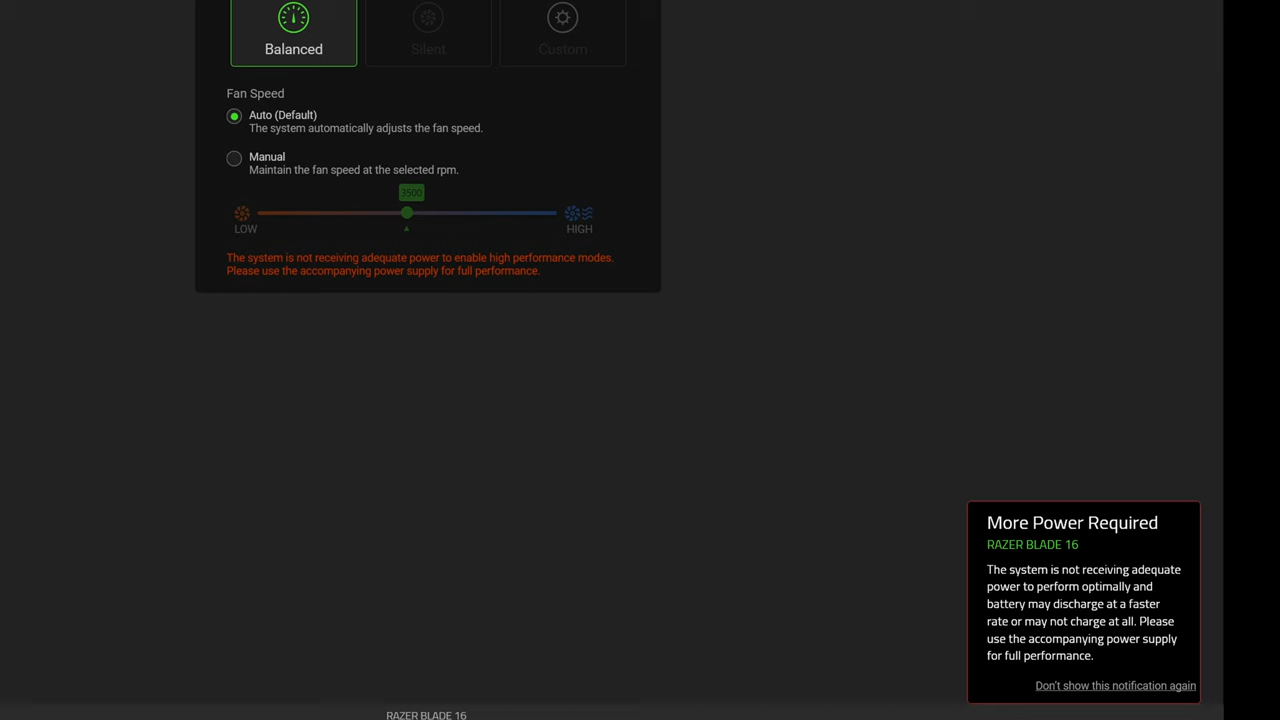 Balanced
Silent
Custom
Fan Speed
Auto (Default)
The system automatically adjusts the fan speed.
Manual
Maintain the fan speed at the selected rpm.
3500
LOW
HIGH
The system is not receiving adequate power to enable high performance modes.
Please use the accompanying power supply for full performance.
More Power Required
RAZER BLADE 16
The system is not receiving adequate
power to perform optimally and
battery may discharge at a faster
rate or may not charge at all. Please
use the accompanying power supply
for full performance.
Don't show this notification again
RAZER BLADE 16